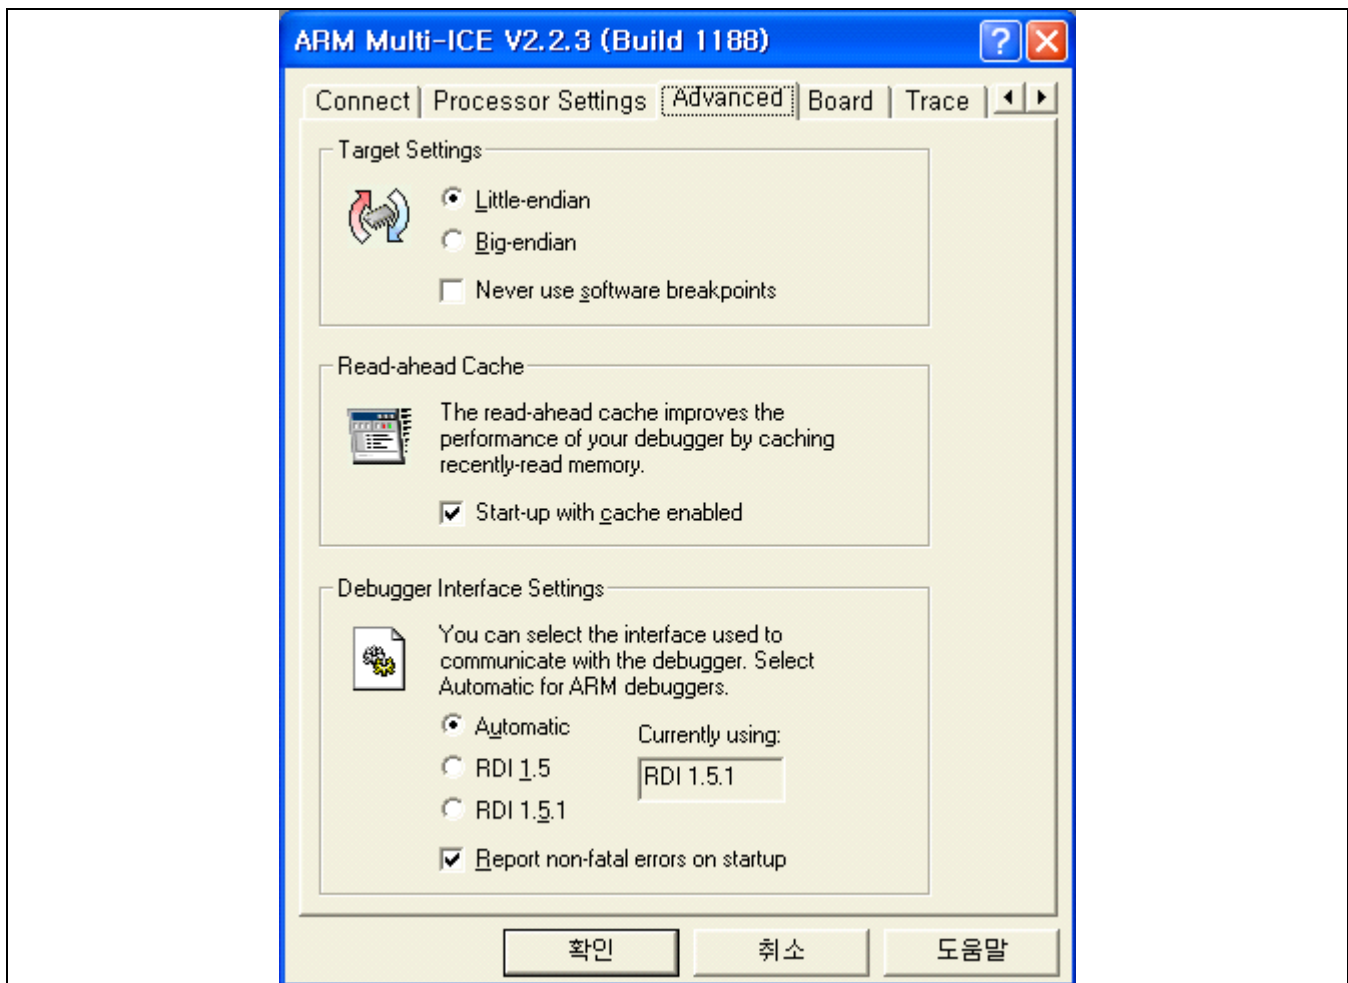 ARM Multi-ICE V2.2.3 (Build 1188)
Connect Processor Settings Advanced Board Trace
Target Settings
Little-endian
Big-endian
Never use software breakpoints
Read-ahead Cache
The read-ahead cache improves the
performance of your debugger by caching
recently-read memory.
Start-up with cache enabled
Debugger Interface Settings
You can select the interface used to
communicate with the debugger. Select
Automatic for ARM debuggers.
Automatic
Currently using:
RDI 1.5
RDI 1.5.1
RDI 1.5.1
Report non-fatal errors on startup
확인 취소 도움말